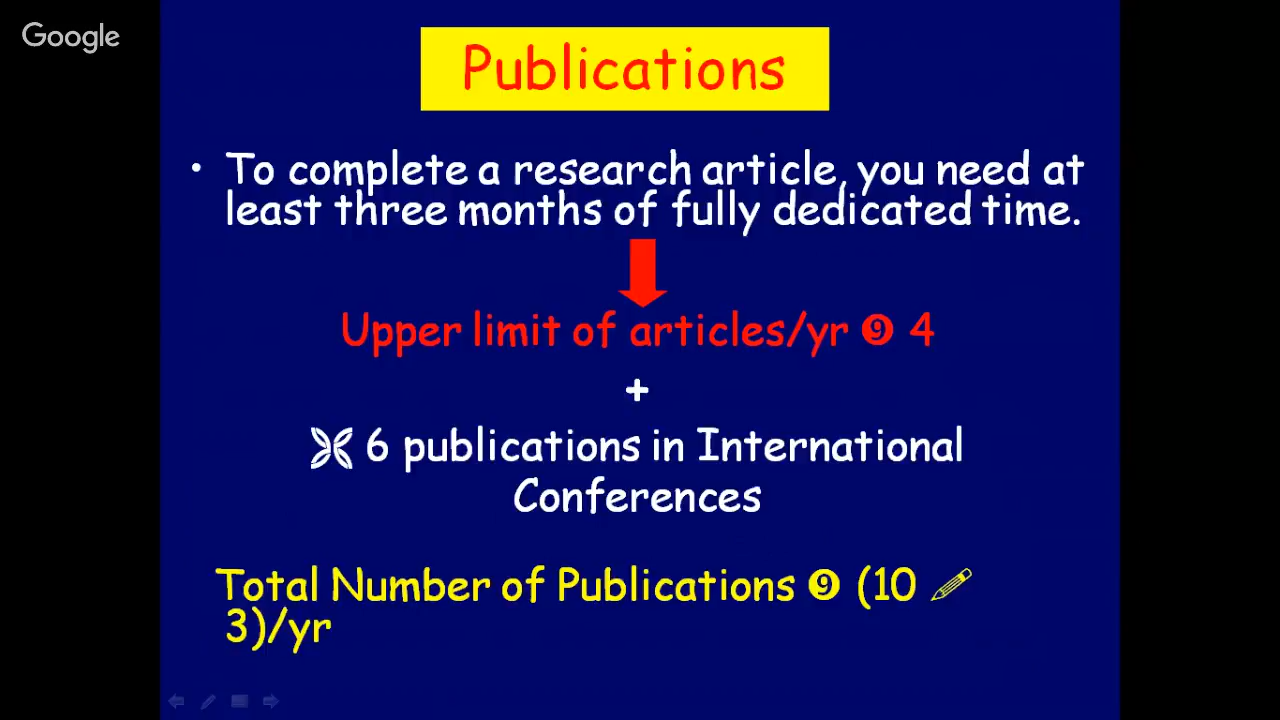 Google
Publications
• To complete a research article, you need at
least three months of fully dedicated time.
Upper limit of articles/yr ❾ 4
+
⯎ 6 publications in International
Conferences
Total Number of Publications ❾ (10 ✎
3)/yr